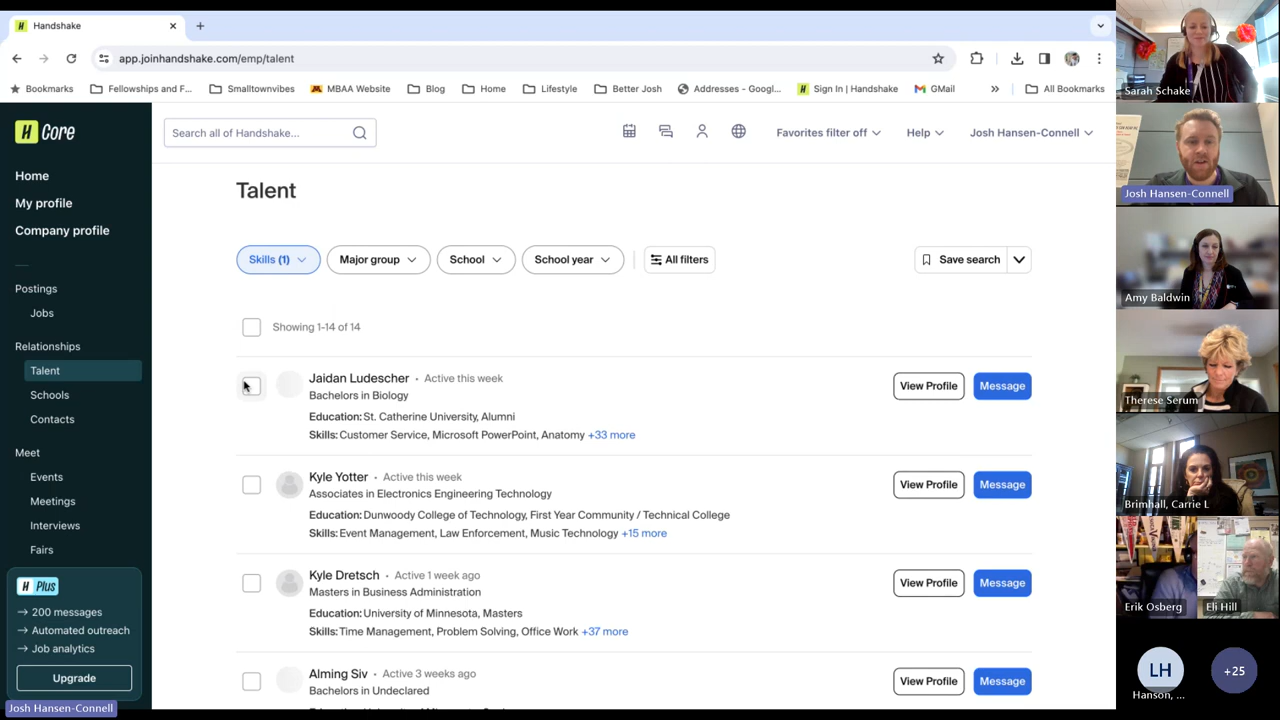 Handshake
app.joinhandshake.com/emp/talent
Bookmarks
Fellowships and F...
Smalltownvibes
MBAA Website
Blog
Home
Lifestyle
Better Josh
Addresses - Googl...
Sign In | Handshake
GMail
All Bookmarks
H Core
Search all of Handshake...
Favorites filter off
Help
Josh Hansen-Connell
Home
My profile
Company profile
Postings
Jobs
Relationships
Talent
Schools
Contacts
Meet
Events
Meetings
Interviews
Fairs
H Plus
200 messages
Automated outreach
Job analytics
Upgrade
Josh Hansen-Connell
Talent
Skills (1)
Major group
School
School year
All filters
Save search
Showing 1-14 of 14
Jaidan Ludescher • Active this week
Bachelors in Biology
Education: St. Catherine University, Alumni
Skills: Customer Service, Microsoft PowerPoint, Anatomy +33 more
View Profile
Message
Kyle Yotter • Active this week
Associates in Electronics Engineering Technology
Education: Dunwoody College of Technology, First Year Community / Technical College
Skills: Event Management, Law Enforcement, Music Technology +15 more
View Profile
Message
Kyle Dretsch • Active 1 week ago
Masters in Business Administration
Education: University of Minnesota, Masters
Skills: Time Management, Problem Solving, Office Work +37 more
View Profile
Message
Alming Siv • Active 3 weeks ago
Bachelors in Undeclared
View Profile
Message
Sarah Schake
Josh Hansen-Connell
Amy Baldwin
Therese Serum
Brimhall, Carrie L
Erik Osberg
Eli Hill
LH
Hanson, ...
+25